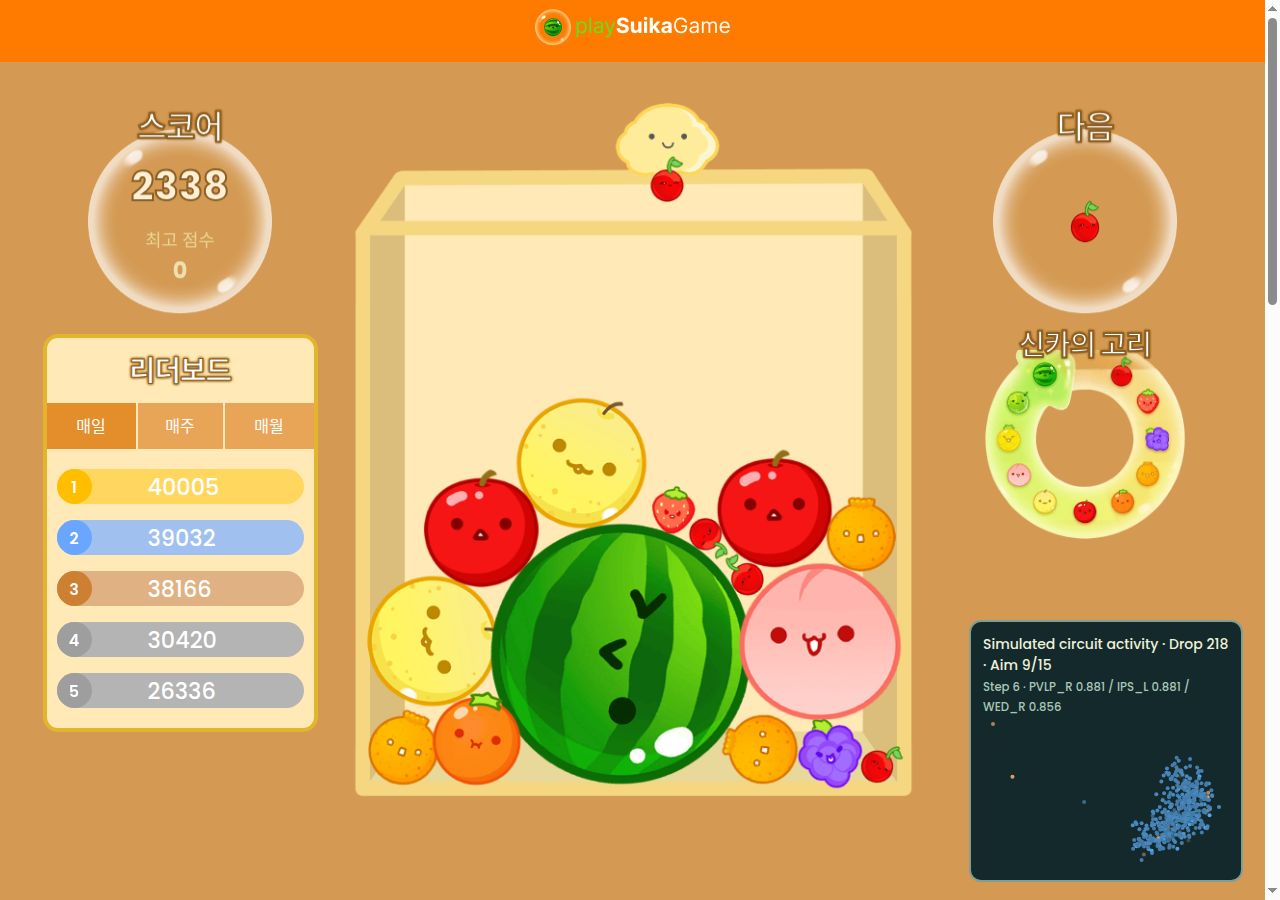 playSuikaGame
스코어
2338
최고 점수
0
리더보드
매일
매주
매월
1
40005
2
39032
3
38166
4
30420
5
26336
다음
신카의 고리
Simulated circuit activity · Drop 218
· Aim 9/15
Step 6 · PVLP_R 0.881 / IPS_L 0.881 /
WED_R 0.856